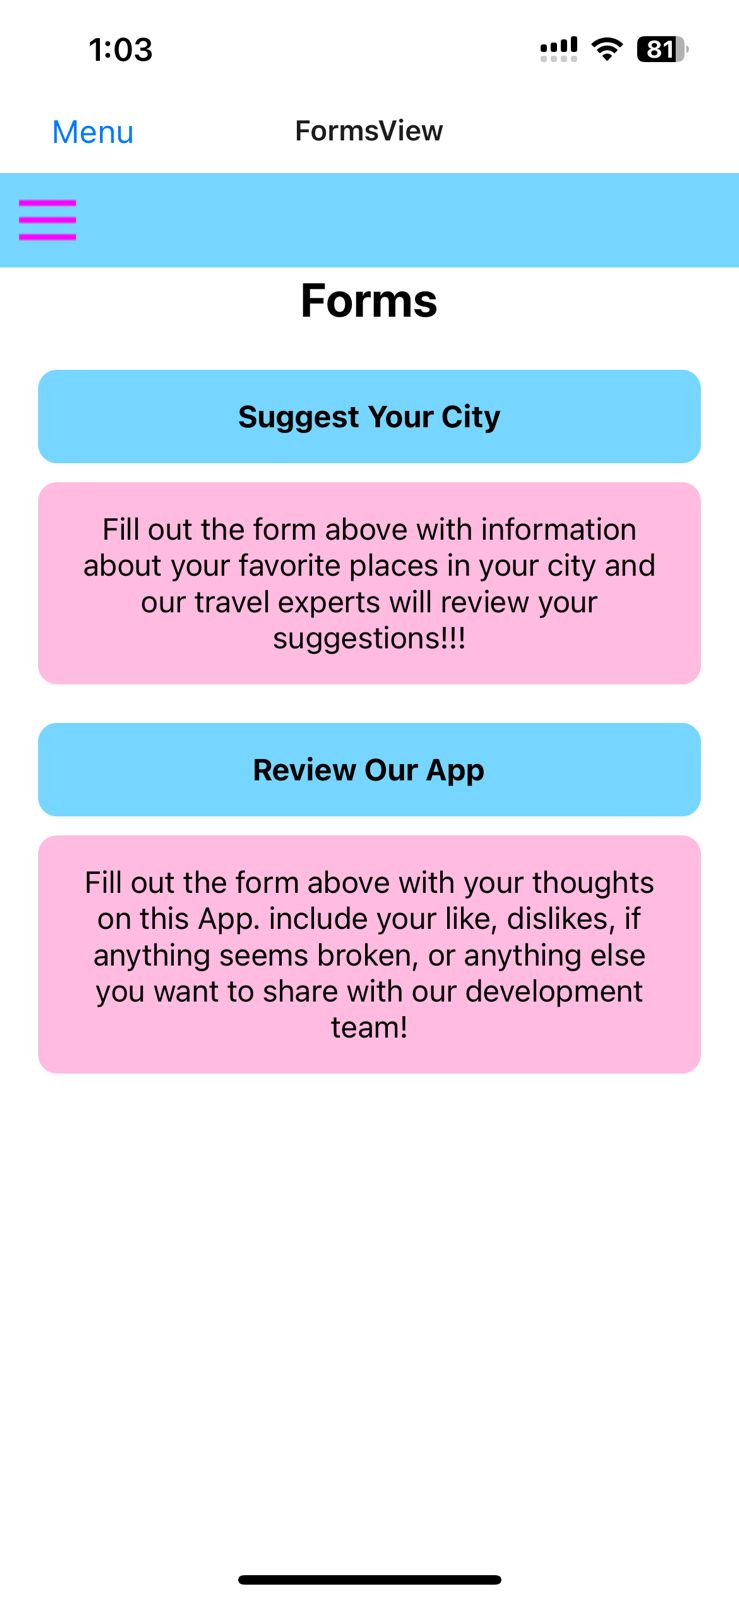 1:03
81
Menu
FormsView
Forms
Suggest Your City
Fill out the form above with information
about your favorite places in your city and
our travel experts will review your
suggestions!!!
Review Our App
Fill out the form above with your thoughts
on this App. include your like, dislikes, if
anything seems broken, or anything else
you want to share with our development
team!